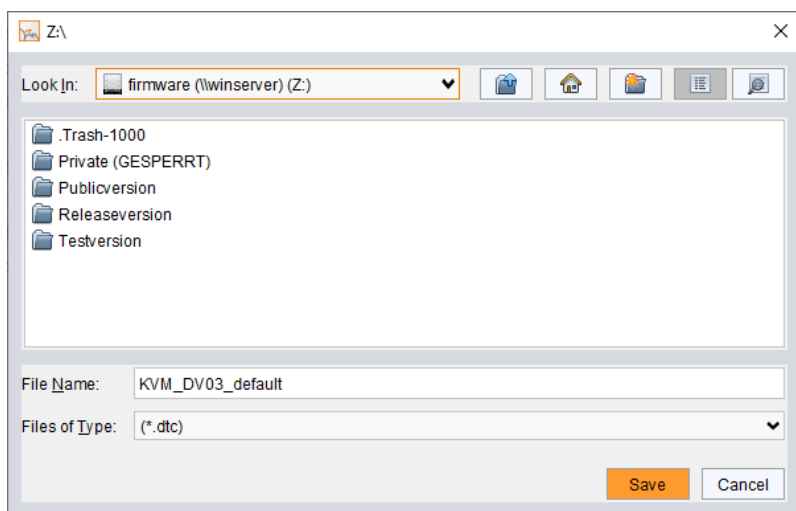 Z:\
Look In: firmware (\\winserver) (Z:)
.Trash-1000
Private (GESPERRT)
Publicversion
Releaseversion
Testversion
File Name: KVM_DV03_default
Files of Type: (*.dtc)
Save Cancel